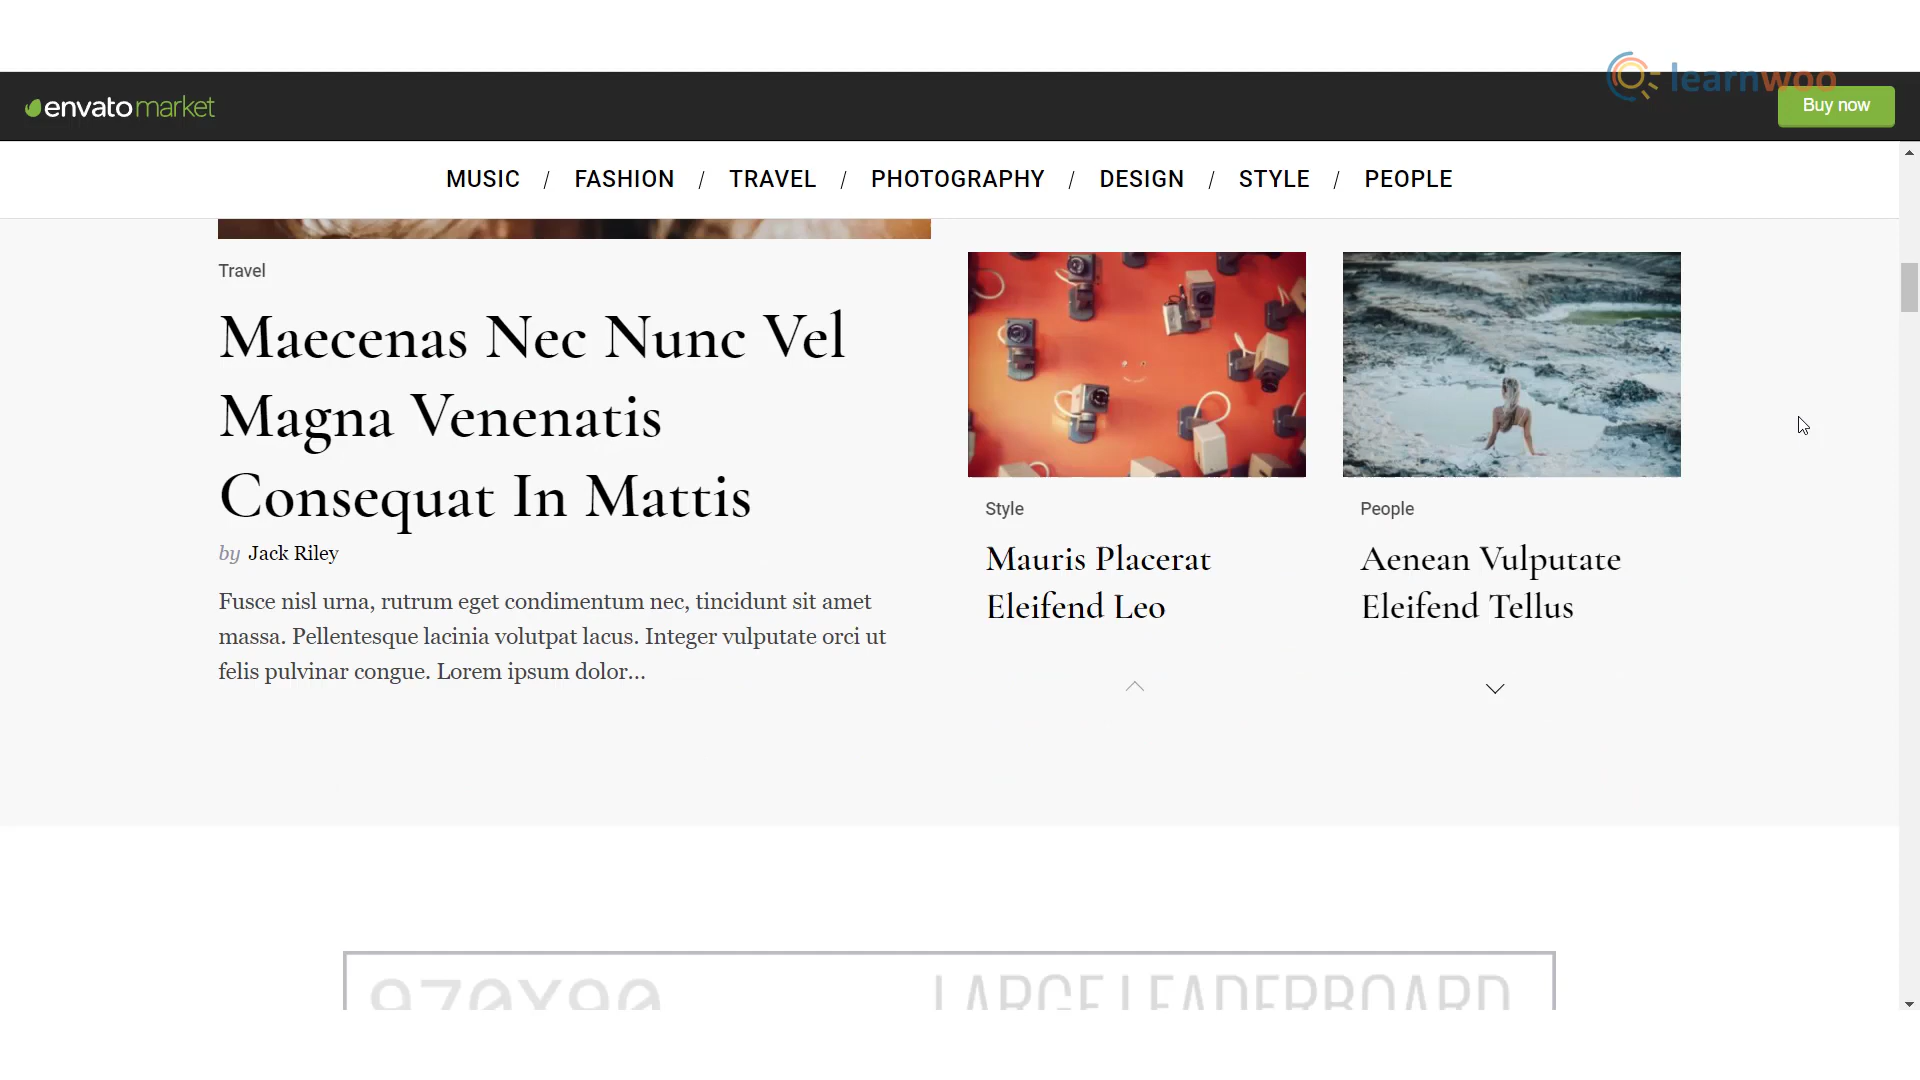 learnwoo
envatomarket
Buy now
MUSIC / FASHION / TRAVEL / PHOTOGRAPHY / DESIGN / STYLE / PEOPLE
Travel
Maecenas Nec Nunc Vel
Magna Venenatis
Consequat In Mattis
by Jack Riley
Fusce nisl urna, rutrum eget condimentum nec, tincidunt sit amet
massa. Pellentesque lacinia volutpat lacus. Integer vulputate orci ut
felis pulvinar congue. Lorem ipsum dolor...
Style
Mauris Placerat
Eleifend Leo
People
Aenean Vulputate
Eleifend Tellus
970X90 LARGE LEADERBOARD